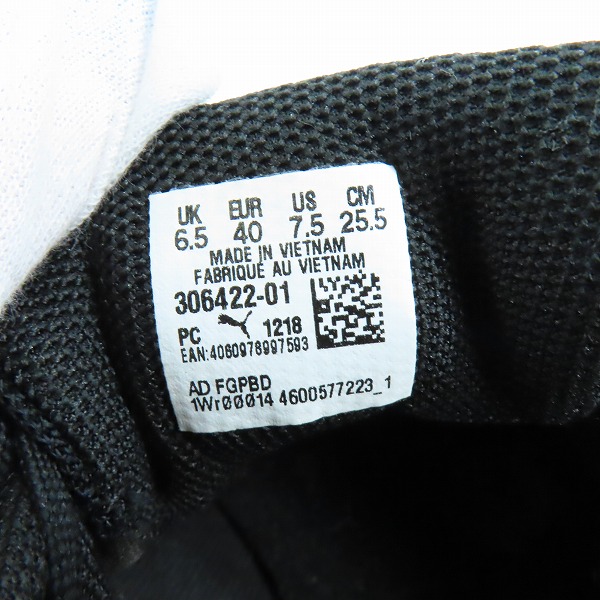 UK EUR US CM
6.5 40 7.5 25.5
MADE IN VIETNAM
FABRIQUÉ AU VIETNAM
306422-01
PC 1218
EAN:4060978997593
AD FGPBD
1Wr00014 4600577223_1